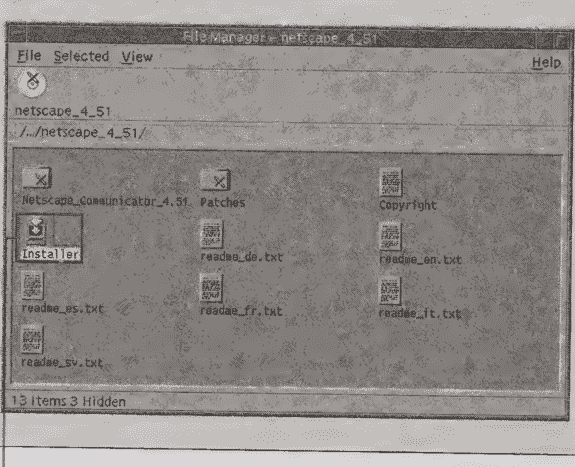 File Manager - netscape_4_51
File Selected View Help
netscape_4_51
/.../netscape_4_51/
Netscape_Communicator_4.51 Patches Copyright
Installer readme_de.txt readme_en.txt
readme_es.txt readme_fr.txt readme_it.txt
readme_sv.txt
13 Items 3 Hidden